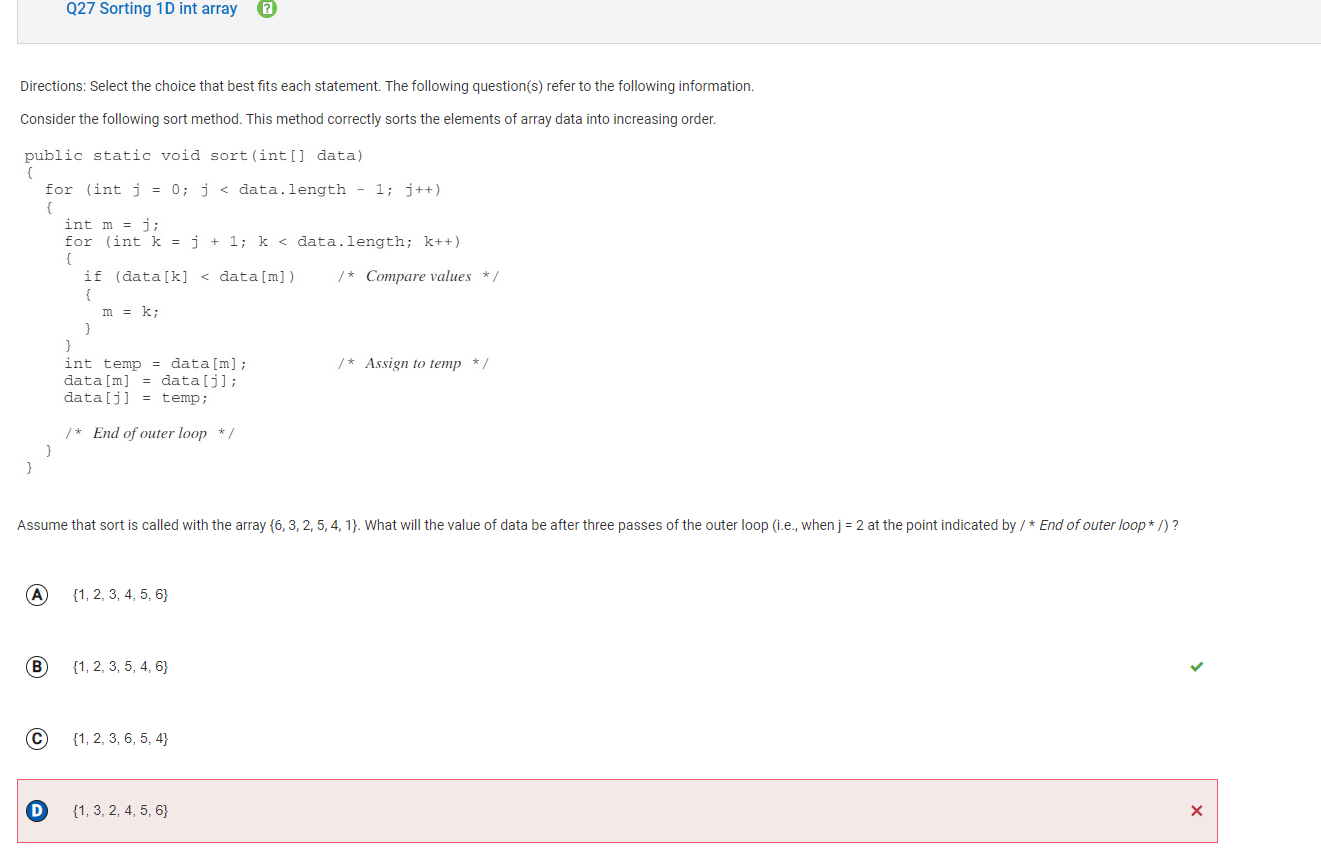 Q27 Sorting 1D int array
Directions: Select the choice that best fits each statement. The following question(s) refer to the following information.
Consider the following sort method. This method correctly sorts the elements of array data into increasing order.
public static void sort(int[] data)
{
for (int j = 0; j < data.length - 1; j++)
{
int m = j;
for (int k = j + 1; k < data.length; k++)
{
if (data[k] < data[m]) /* Compare values */
{
m = k;
}
}
int temp = data[m]; /* Assign to temp */
data[m] = data[j];
data[j] = temp;
/* End of outer loop */
}
}
Assume that sort is called with the array {6, 3, 2, 5, 4, 1}. What will the value of data be after three passes of the outer loop (i.e., when j = 2 at the point indicated by / * End of outer loop * /) ?
A {1, 2, 3, 4, 5, 6}
B {1, 2, 3, 5, 4, 6}
C {1, 2, 3, 6, 5, 4}
D {1, 3, 2, 4, 5, 6}